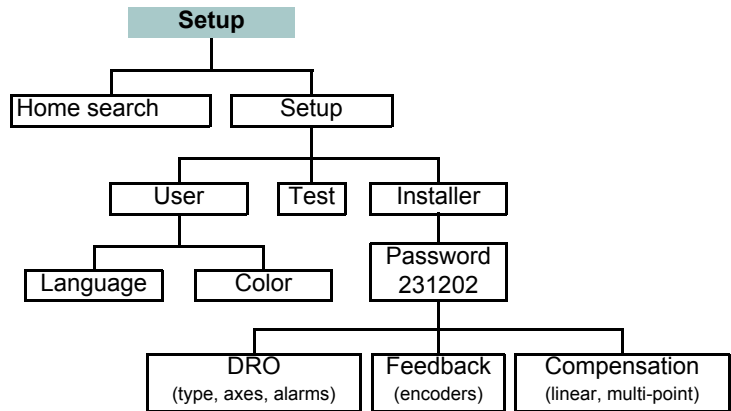 Setup
Home search
Setup
User
Test
Installer
Language
Color
Password
231202
DRO
(type, axes, alarms)
Feedback
(encoders)
Compensation
(linear, multi-point)